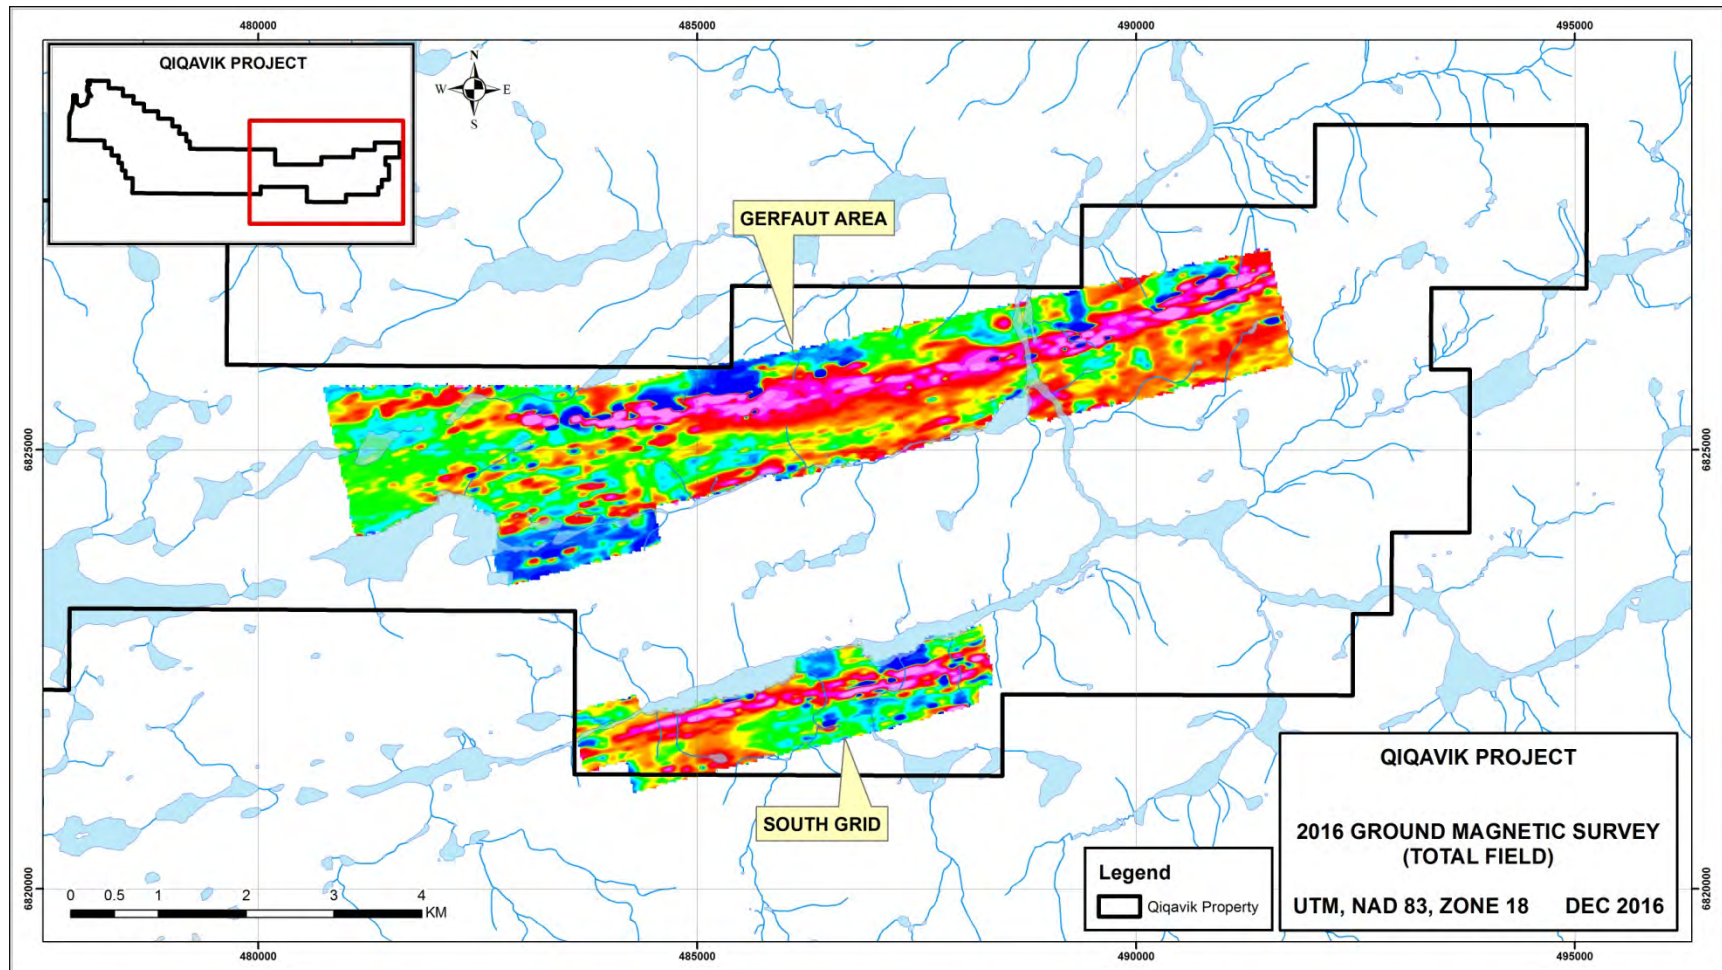 480000
485000
490000
495000
QIQAVIK PROJECT
N
W E
S
GERFAUT AREA
6825000
6825000
SOUTH GRID
QIQAVIK PROJECT
2016 GROUND MAGNETIC SURVEY
(TOTAL FIELD)
UTM, NAD 83, ZONE 18 DEC 2016
Legend
Qiqavik Property
0 0.5 1 2 3 4
KM
6820000
6820000
480000
485000
490000
495000